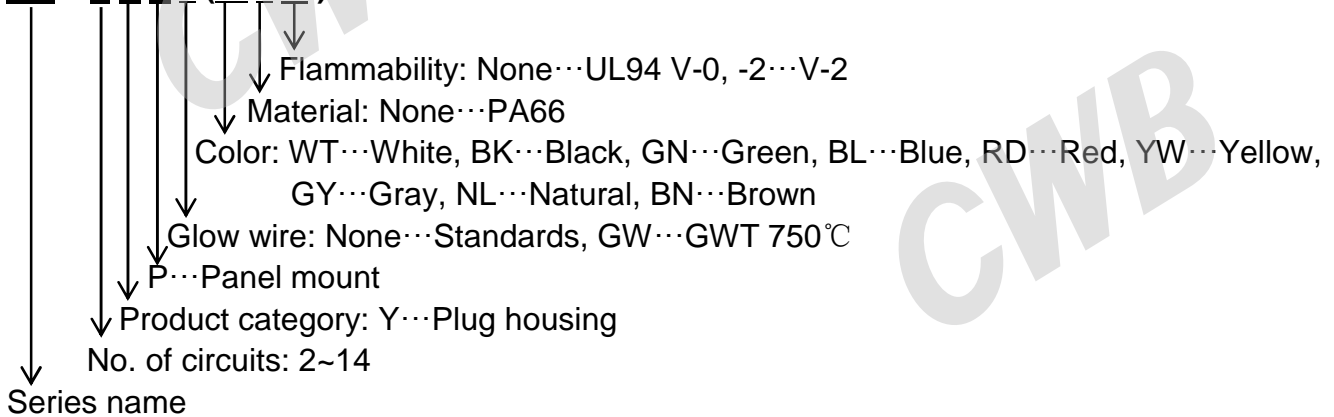 Flammability: None⋯UL94 V-0, -2⋯V-2
Material: None⋯PA66
Color: WT⋯White, BK⋯Black, GN⋯Green, BL⋯Blue, RD⋯Red, YW⋯Yellow,
GY⋯Gray, NL⋯Natural, BN⋯Brown
Glow wire: None⋯Standards, GW⋯GWT 750℃
P⋯Panel mount
Product category: Y⋯Plug housing
No. of circuits: 2~14
Series name
CWB